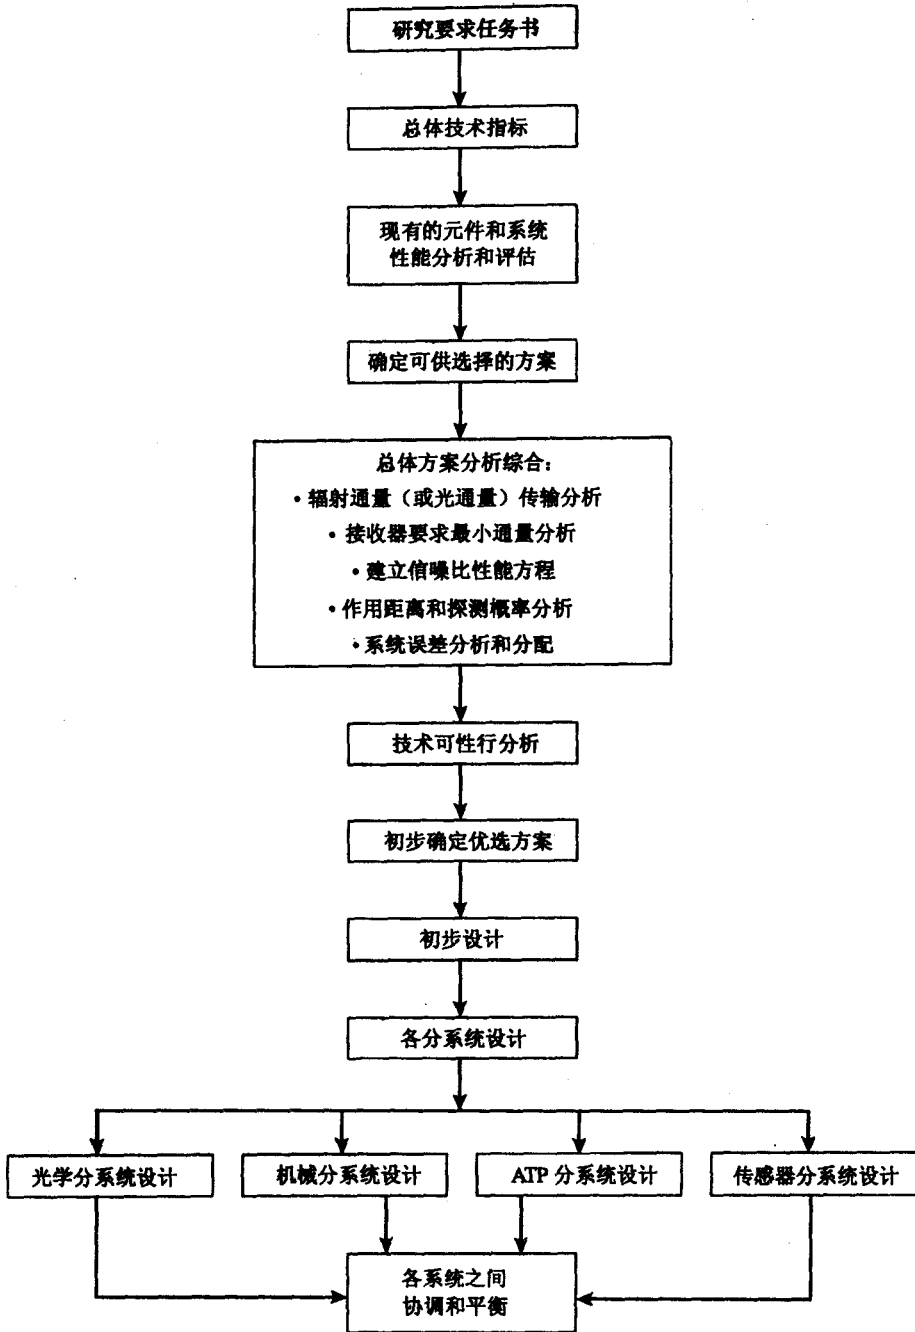 研究要求任务书
总体技术指标
现有的元件和系统
性能分析和评估
确定可供选择的方案
总体方案分析综合：
•辐射通量（或光通量）传输分析
•接收器要求最小通量分析
•建立信噪比性能方程
•作用距离和探测概率分析
•系统误差分析和分配
技术可性行分析
初步确定优选方案
初步设计
各分系统设计
光学分系统设计
机械分系统设计
ATP 分系统设计
传感器分系统设计
各系统之间
协调和平衡